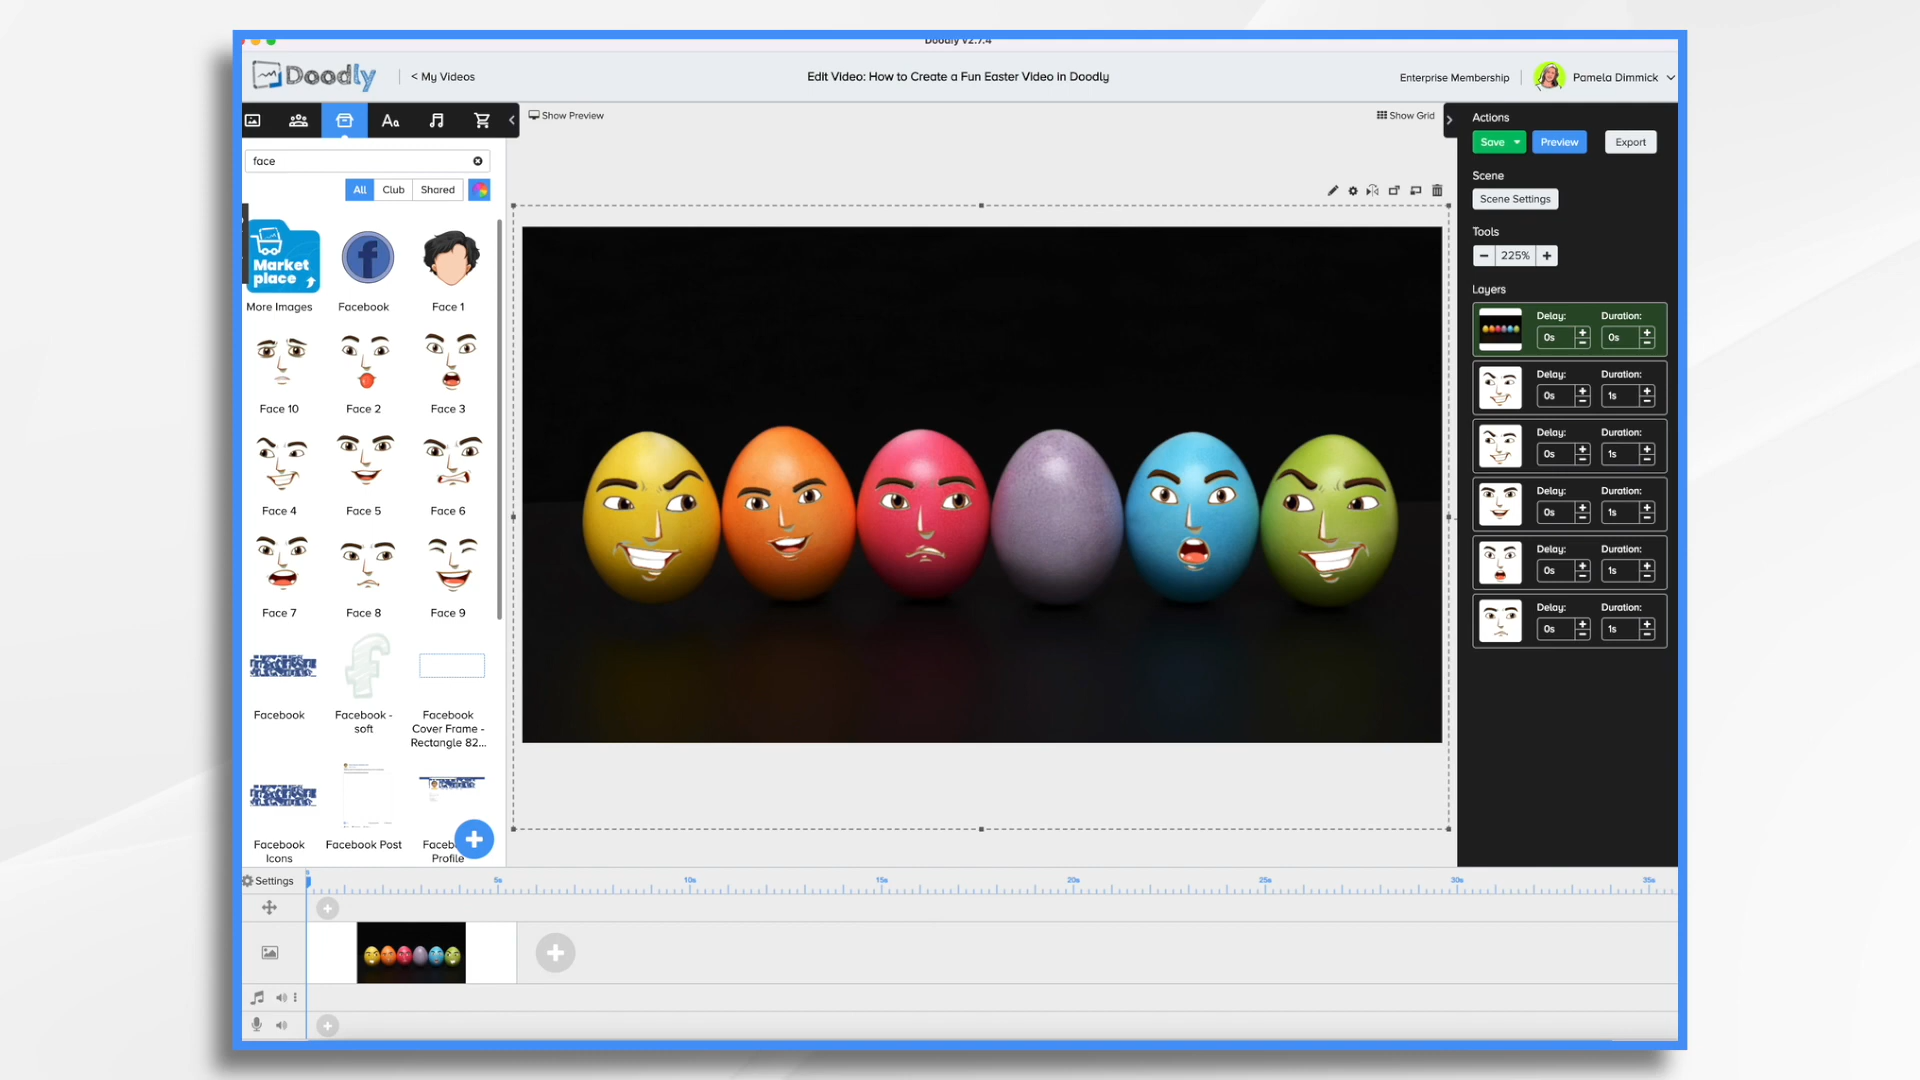 Doodly v2.7.4
Doodly
< My Videos
Edit Video: How to Create a Fun Easter Video in Doodly
Enterprise Membership
Pamela Dimmick
Aa
Show Preview
Show Grid
face
All
Club
Shared
Market
place
More Images
Facebook
Face 1
Face 10
Face 2
Face 3
Face 4
Face 5
Face 6
Face 7
Face 8
Face 9
Facebook
Facebook -
soft
Facebook
Cover Frame -
Rectangle 82...
Facebook
Icons
Facebook Post
Profile
Actions
Save
Preview
Export
Scene
Scene Settings
Tools
225%
Layers
Delay:
Duration:
0s
0s
Delay:
Duration:
0s
1s
Delay:
Duration:
0s
1s
Delay:
Duration:
0s
1s
Delay:
Duration:
0s
1s
Delay:
Duration:
0s
1s
Settings
5s
10s
15s
20s
25s
30s
35s